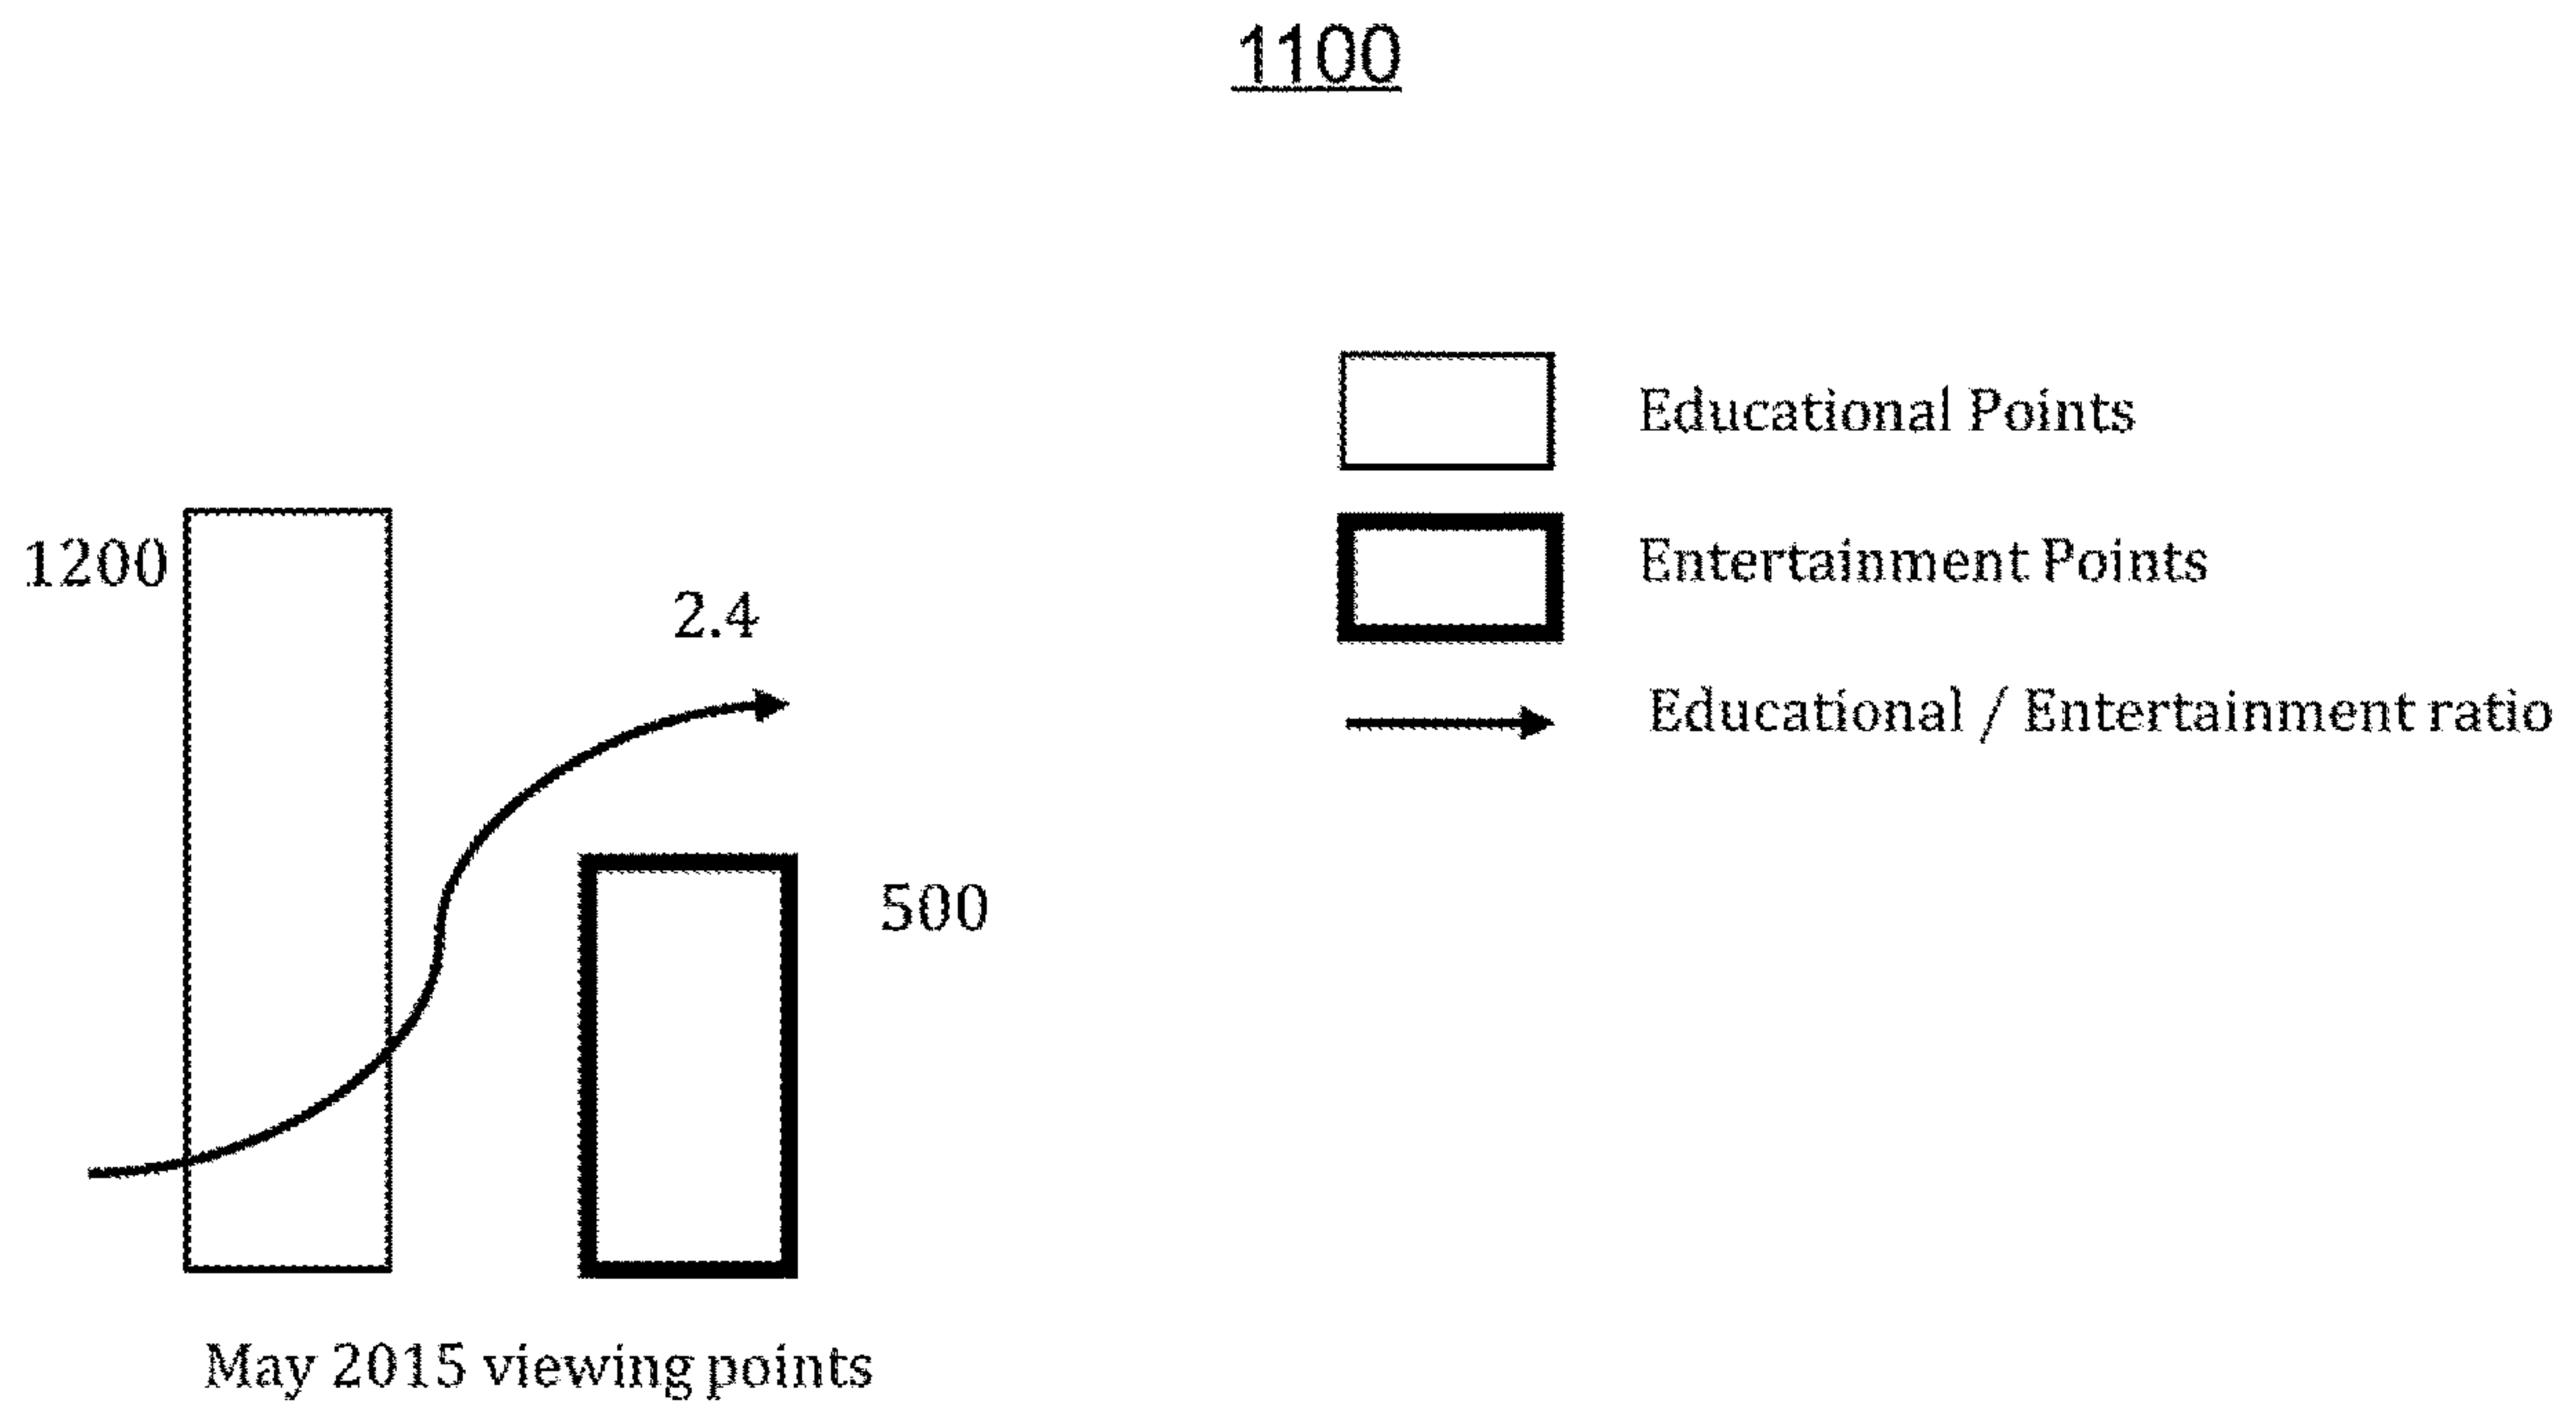 1100
Educational Points
1200
Entertainment Points
2.4
Educational / Entertainment ratio
500
May 2015 viewing points